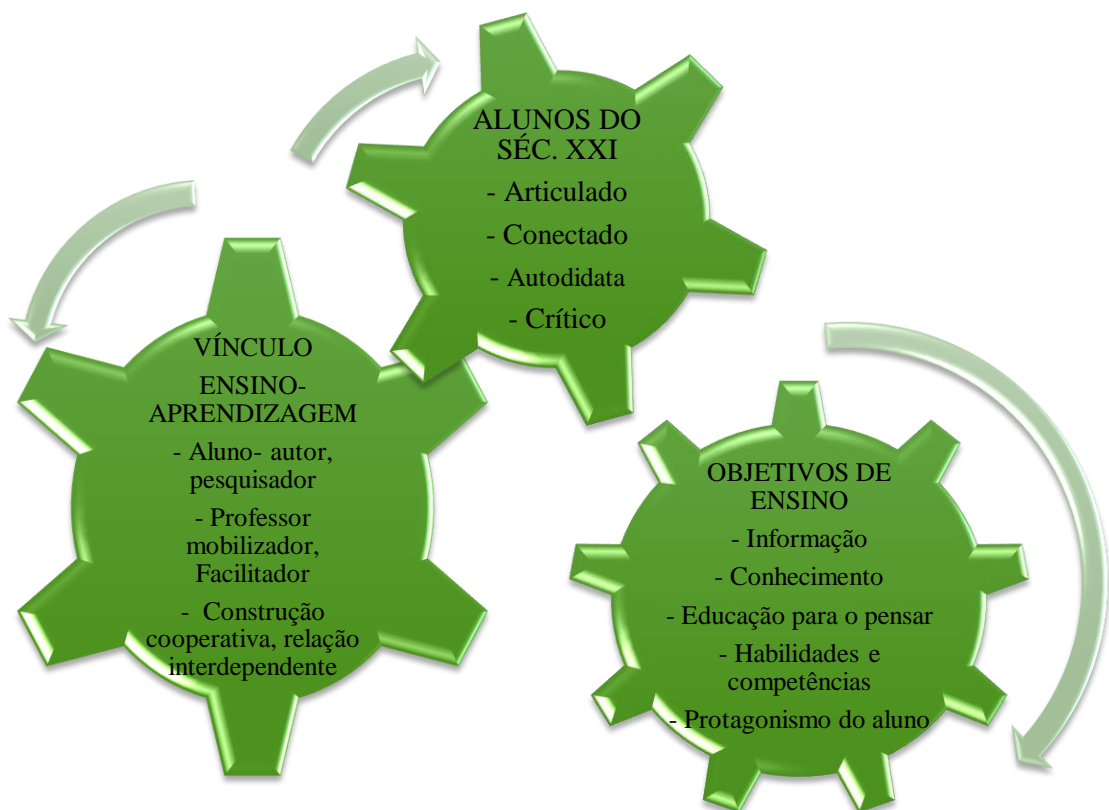 ALUNOS DO
SÉC. XXI
- Articulado
- Conectado
- Autodidata
- Crítico
VÍNCULO
ENSINO-
APRENDIZAGEM
- Aluno- autor,
pesquisador
- Professor
mobilizador,
Facilitador
- Construção
cooperativa, relação
interdependente
OBJETIVOS DE
ENSINO
- Informação
- Conhecimento
- Educação para o pensar
- Habilidades e
competências
- Protagonismo do aluno